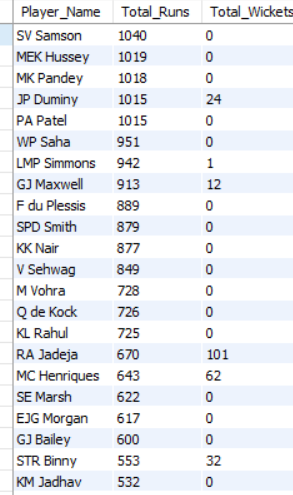 Player_Name Total_Runs Total_Wickets
SV Samson 1040 0
MEK Hussey 1019 0
MK Pandey 1018 0
JP Duminy 1015 24
PA Patel 1015 0
WP Saha 951 0
LMP Simmons 942 1
GJ Maxwell 913 12
F du Plessis 889 0
SPD Smith 879 0
KK Nair 877 0
V Sehwag 849 0
M Vohra 728 0
Q de Kock 726 0
KL Rahul 725 0
RA Jadeja 670 101
MC Henriques 643 62
SE Marsh 622 0
EJG Morgan 617 0
GJ Bailey 600 0
STR Binny 553 32
KM Jadhav 532 0